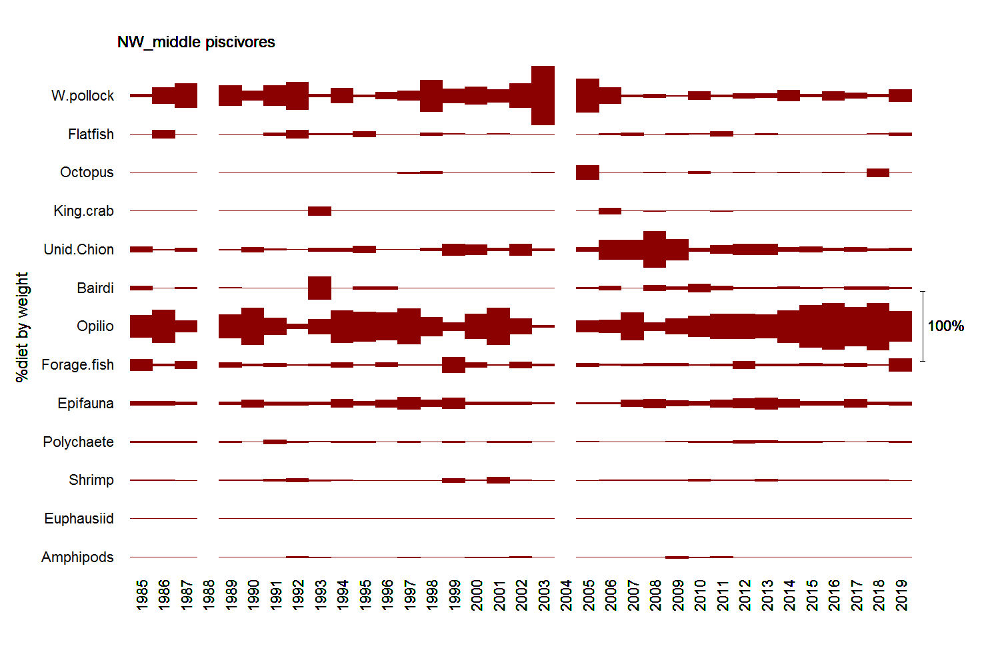 NW_middle piscivores
W.pollock
Flatfish
Octopus
King.crab
Unid.Chion
Bairdi
Opilio
Forage.fish
Epifauna
Polychaete
Shrimp
Euphausiid
Amphipods
%diet by weight
100%
1985
1986
1987
1988
1989
1990
1991
1992
1993
1994
1995
1996
1997
1998
1999
2000
2001
2002
2003
2004
2005
2006
2007
2008
2009
2010
2011
2012
2013
2014
2015
2016
2017
2018
2019